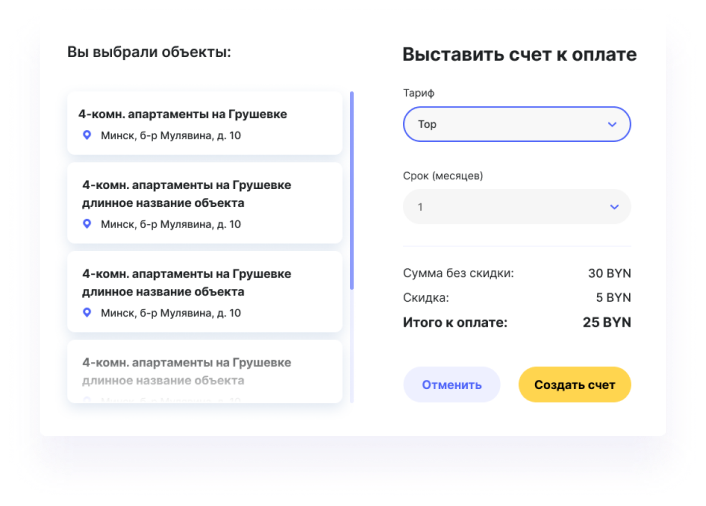 Вы выбрали объекты:
4-комн. апартаменты на Грушевке
Минск, б-р Мулявина, д. 10
4-комн. апартаменты на Грушевке
длинное название объекта
Минск, б-р Мулявина, д. 10
4-комн. апартаменты на Грушевке
длинное название объекта
Минск, б-р Мулявина, д. 10
4-комн. апартаменты на Грушевке
длинное название объекта
Выставить счет к оплате
Тариф
Top
Срок (месяцев)
1
Сумма без скидки: 30 BYN
Скидка: 5 BYN
Итого к оплате: 25 BYN
Отменить Создать счет